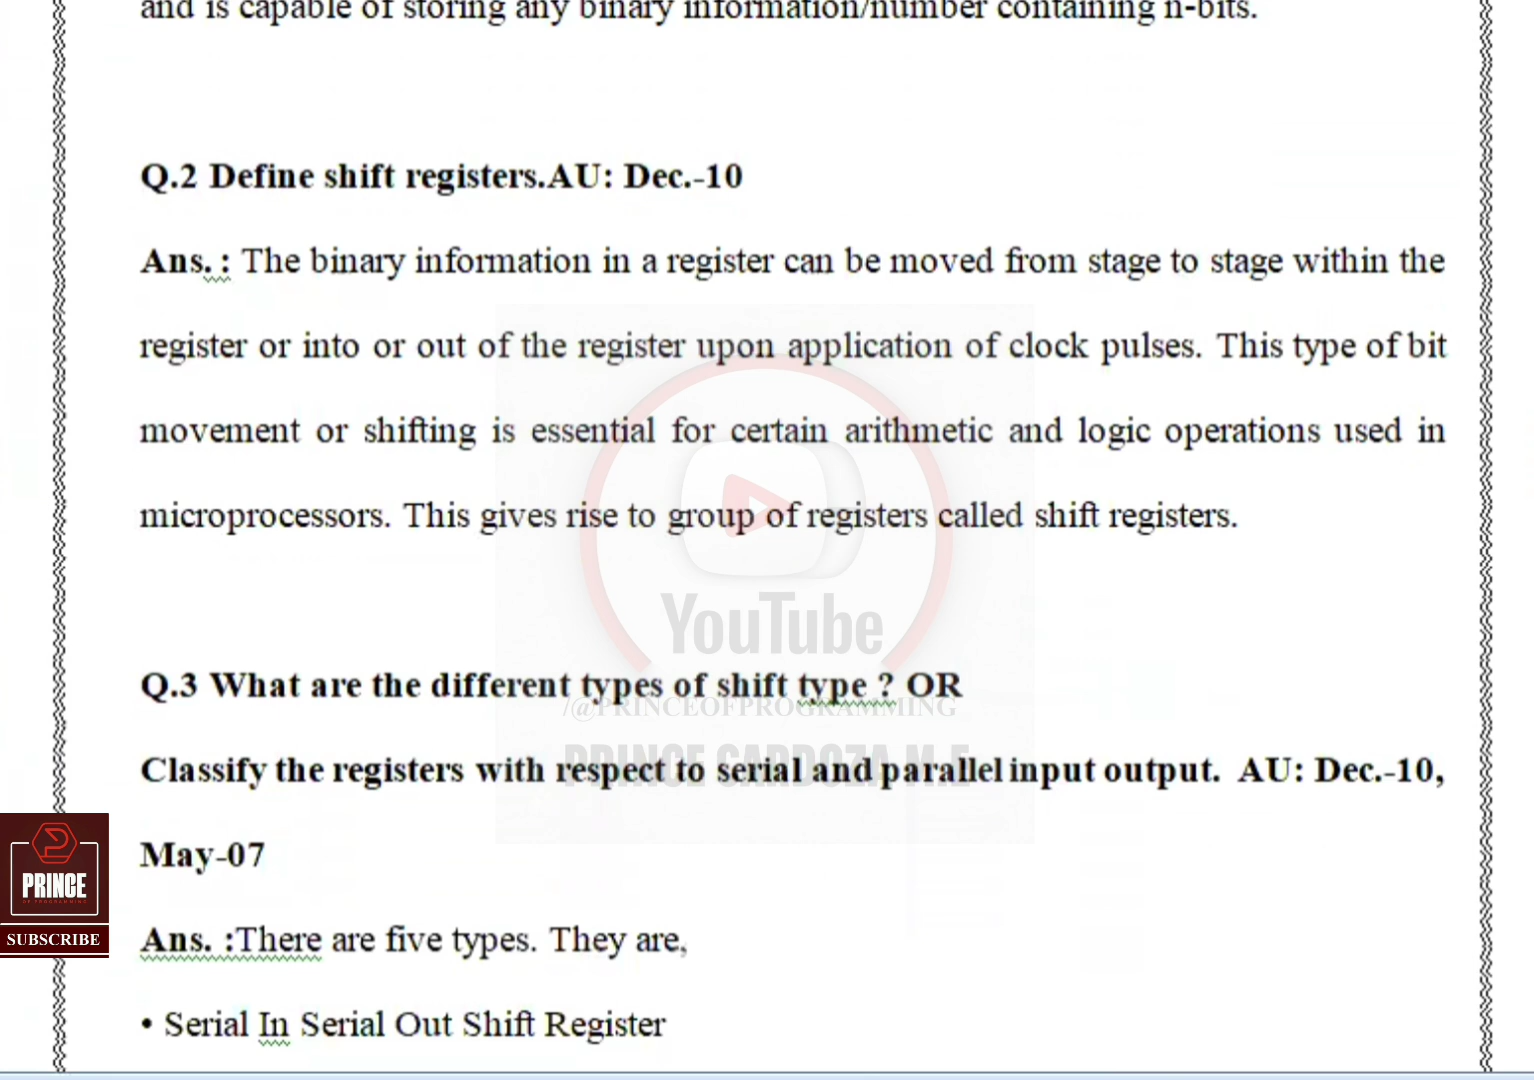 and is capable of storing any binary information/number containing n-bits.
Q.2 Define shift registers.AU: Dec.-10
Ans. : The binary information in a register can be moved from stage to stage within the
register or into or out of the register upon application of clock pulses. This type of bit
movement or shifting is essential for certain arithmetic and logic operations used in
microprocessors. This gives rise to group of registers called shift registers.
YouTube
Q.3 What are the different types of shift type ? OR
/@PRINCEOFPROGRAMMING
PRINCE CARDOZA M.E
Classify the registers with respect to serial and parallel input output. AU: Dec.-10,
May-07
PRINCE
OF PROGRAMMING
SUBSCRIBE
Ans. :There are five types. They are,
• Serial In Serial Out Shift Register